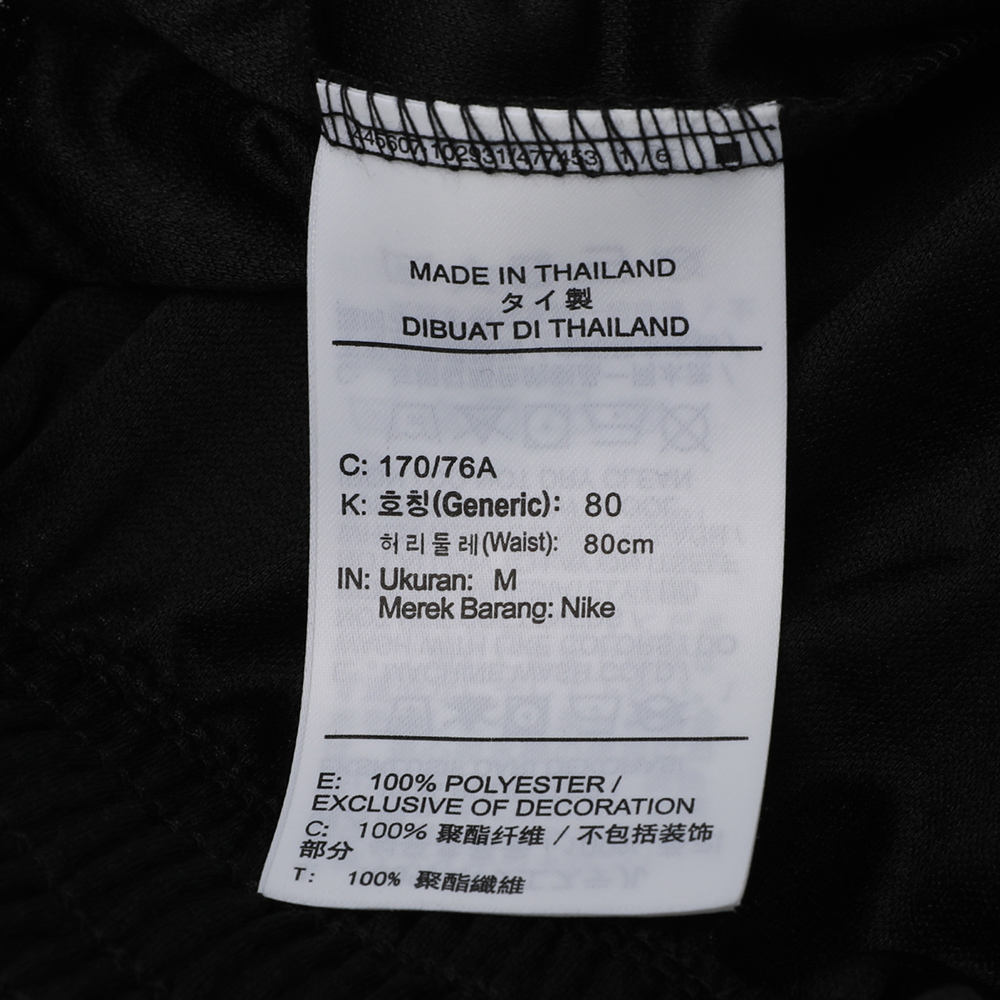 MADE IN THAILAND
タイ製
DIBUAT DI THAILAND
C: 170/76A
K: 호칭(Generic): 80
허리둘레(Waist): 80cm
IN: Ukuran: M
Merek Barang: Nike
E: 100% POLYESTER /
EXCLUSIVE OF DECORATION
C: 100% 聚酯纤维 / 不包括装饰
部分
T: 100% 聚酯纖維